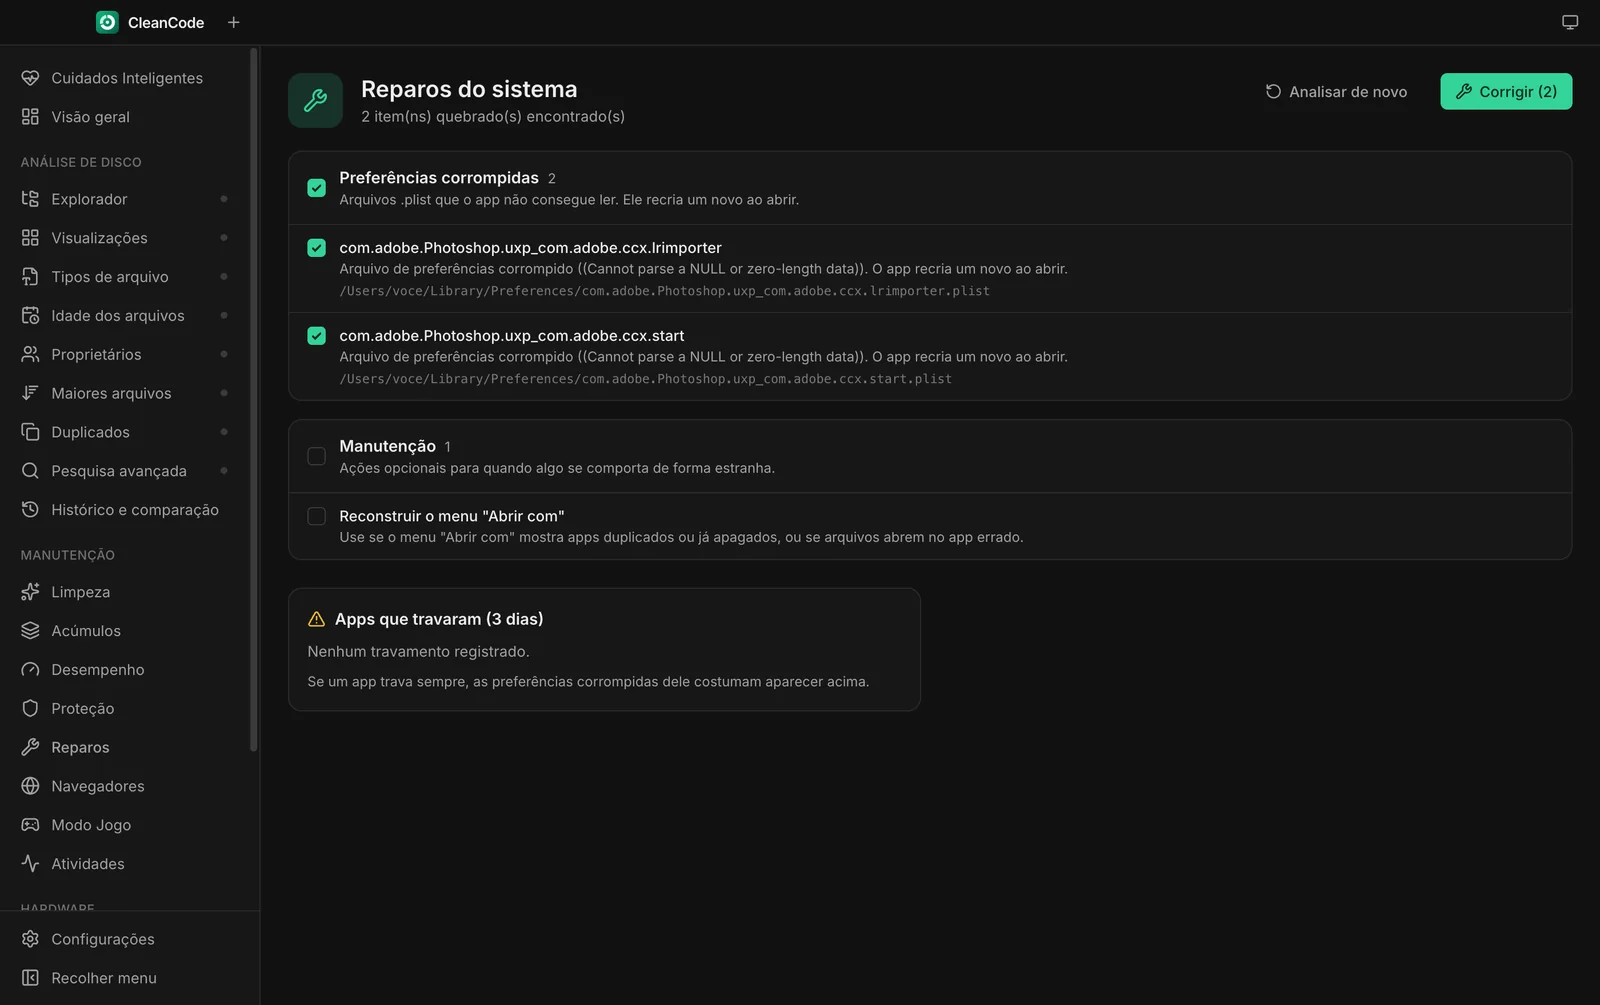 CleanCode
Cuidados Inteligentes
Visão geral
ANÁLISE DE DISCO
Explorador
Visualizações
Tipos de arquivo
Idade dos arquivos
Proprietários
Maiores arquivos
Duplicados
Pesquisa avançada
Histórico e comparação
MANUTENÇÃO
Limpeza
Acúmulos
Desempenho
Proteção
Reparos
Navegadores
Modo Jogo
Atividades
HARDWARE
Configurações
Recolher menu
Reparos do sistema
2 item(ns) quebrado(s) encontrado(s)
Analisar de novo
Corrigir (2)
Preferências corrompidas 2
Arquivos .plist que o app não consegue ler. Ele recria um novo ao abrir.
com.adobe.Photoshop.uxp_com.adobe.ccx.lrimporter
Arquivo de preferências corrompido ((Cannot parse a NULL or zero-length data)). O app recria um novo ao abrir.
/Users/voce/Library/Preferences/com.adobe.Photoshop.uxp_com.adobe.ccx.lrimporter.plist
com.adobe.Photoshop.uxp_com.adobe.ccx.start
Arquivo de preferências corrompido ((Cannot parse a NULL or zero-length data)). O app recria um novo ao abrir.
/Users/voce/Library/Preferences/com.adobe.Photoshop.uxp_com.adobe.ccx.start.plist
Manutenção 1
Ações opcionais para quando algo se comporta de forma estranha.
Reconstruir o menu "Abrir com"
Use se o menu "Abrir com" mostra apps duplicados ou já apagados, ou se arquivos abrem no app errado.
Apps que travaram (3 dias)
Nenhum travamento registrado.
Se um app trava sempre, as preferências corrompidas dele costumam aparecer acima.